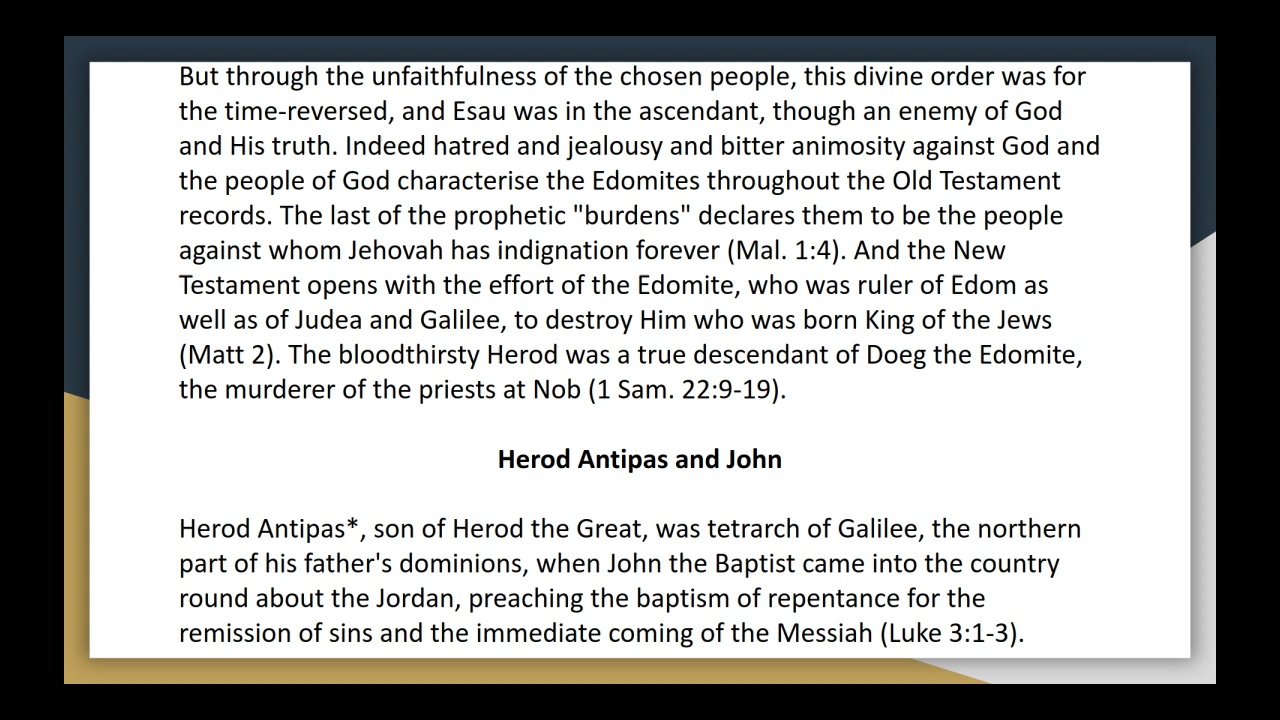 But through the unfaithfulness of the chosen people, this divine order was for
the time-reversed, and Esau was in the ascendant, though an enemy of God
and His truth. Indeed hatred and jealousy and bitter animosity against God and
the people of God characterise the Edomites throughout the Old Testament
records. The last of the prophetic "burdens" declares them to be the people
against whom Jehovah has indignation forever (Mal. 1:4). And the New
Testament opens with the effort of the Edomite, who was ruler of Edom as
well as of Judea and Galilee, to destroy Him who was born King of the Jews
(Matt 2). The bloodthirsty Herod was a true descendant of Doeg the Edomite,
the murderer of the priests at Nob (1 Sam. 22:9-19).
Herod Antipas and John
Herod Antipas*, son of Herod the Great, was tetrarch of Galilee, the northern
part of his father's dominions, when John the Baptist came into the country
round about the Jordan, preaching the baptism of repentance for the
remission of sins and the immediate coming of the Messiah (Luke 3:1-3).